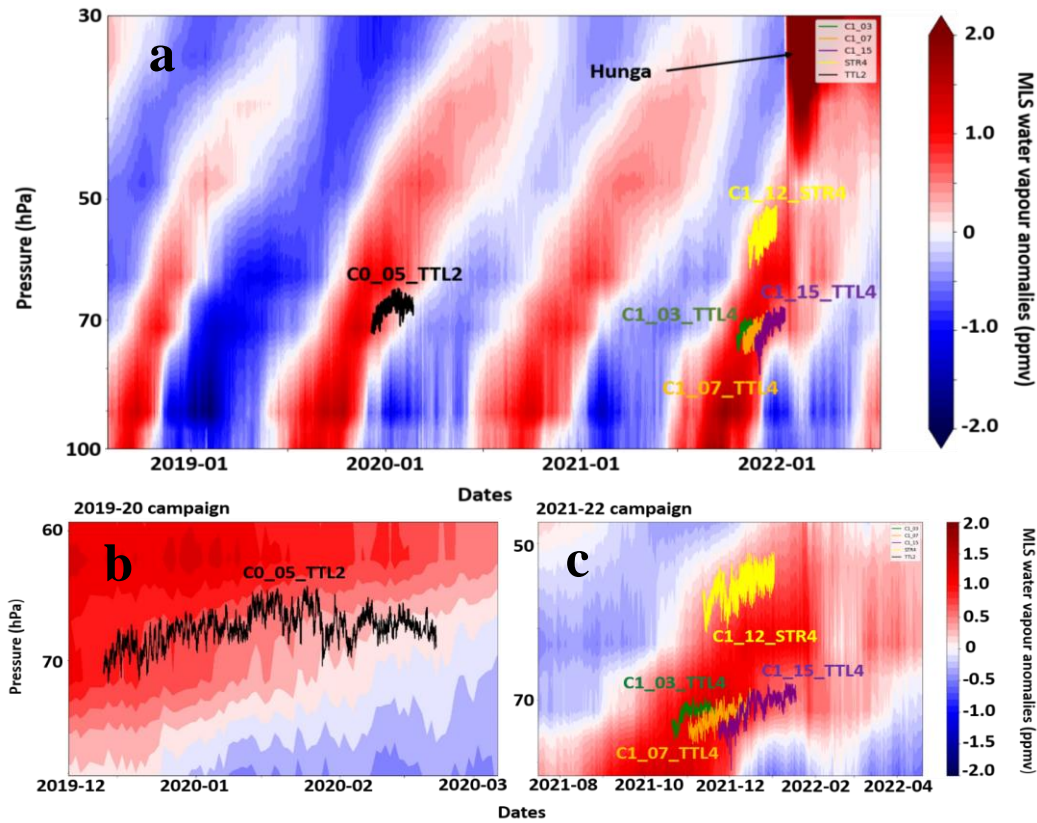 a
Hunga
C1_03
C1_07
C1_15
STR4
TTL2
C1_12_STR4
C0_05_TTL2
C1_15_TTL4
C1_03_TTL4
C1_07_TTL4
30
50
70
100
Pressure (hPa)
2019-01
2020-01
2021-01
2022-01
Dates
2.0
1.0
0
-1.0
-2.0
MLS water vapour anomalies (ppmv)
2019-20 campaign
b
C0_05_TTL2
60
70
Pressure (hPa)
2019-12
2020-01
2020-02
2020-03
2021-22 campaign
c
C1_03
C1_07
C1_15
STR4
TTL2
C1_12_STR4
C1_15_TTL4
C1_03_TTL4
C1_07_TTL4
50
70
2021-08
2021-10
2021-12
2022-02
2022-04
Dates
2.0
1.5
1.0
0.5
0
-0.5
-1.0
-1.5
-2.0
MLS water vapour anomalies (ppmv)